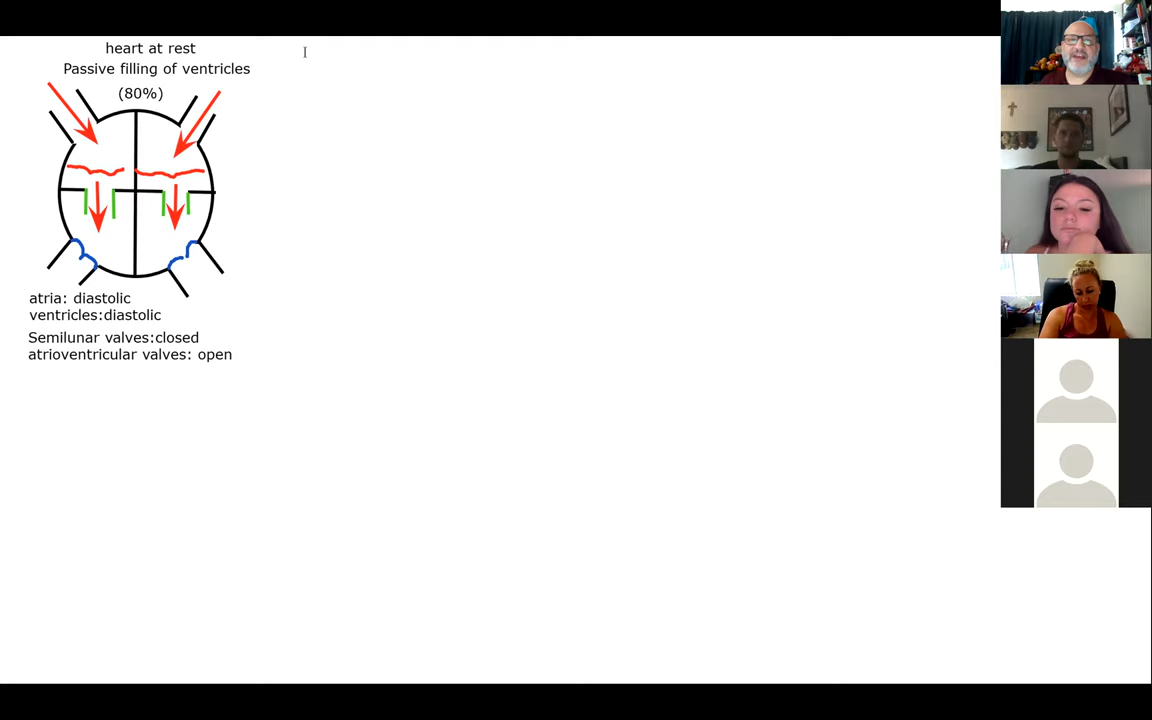 heart at rest
Passive filling of ventricles
(80%)
atria: diastolic
ventricles:diastolic
Semilunar valves:closed
atrioventricular valves: open